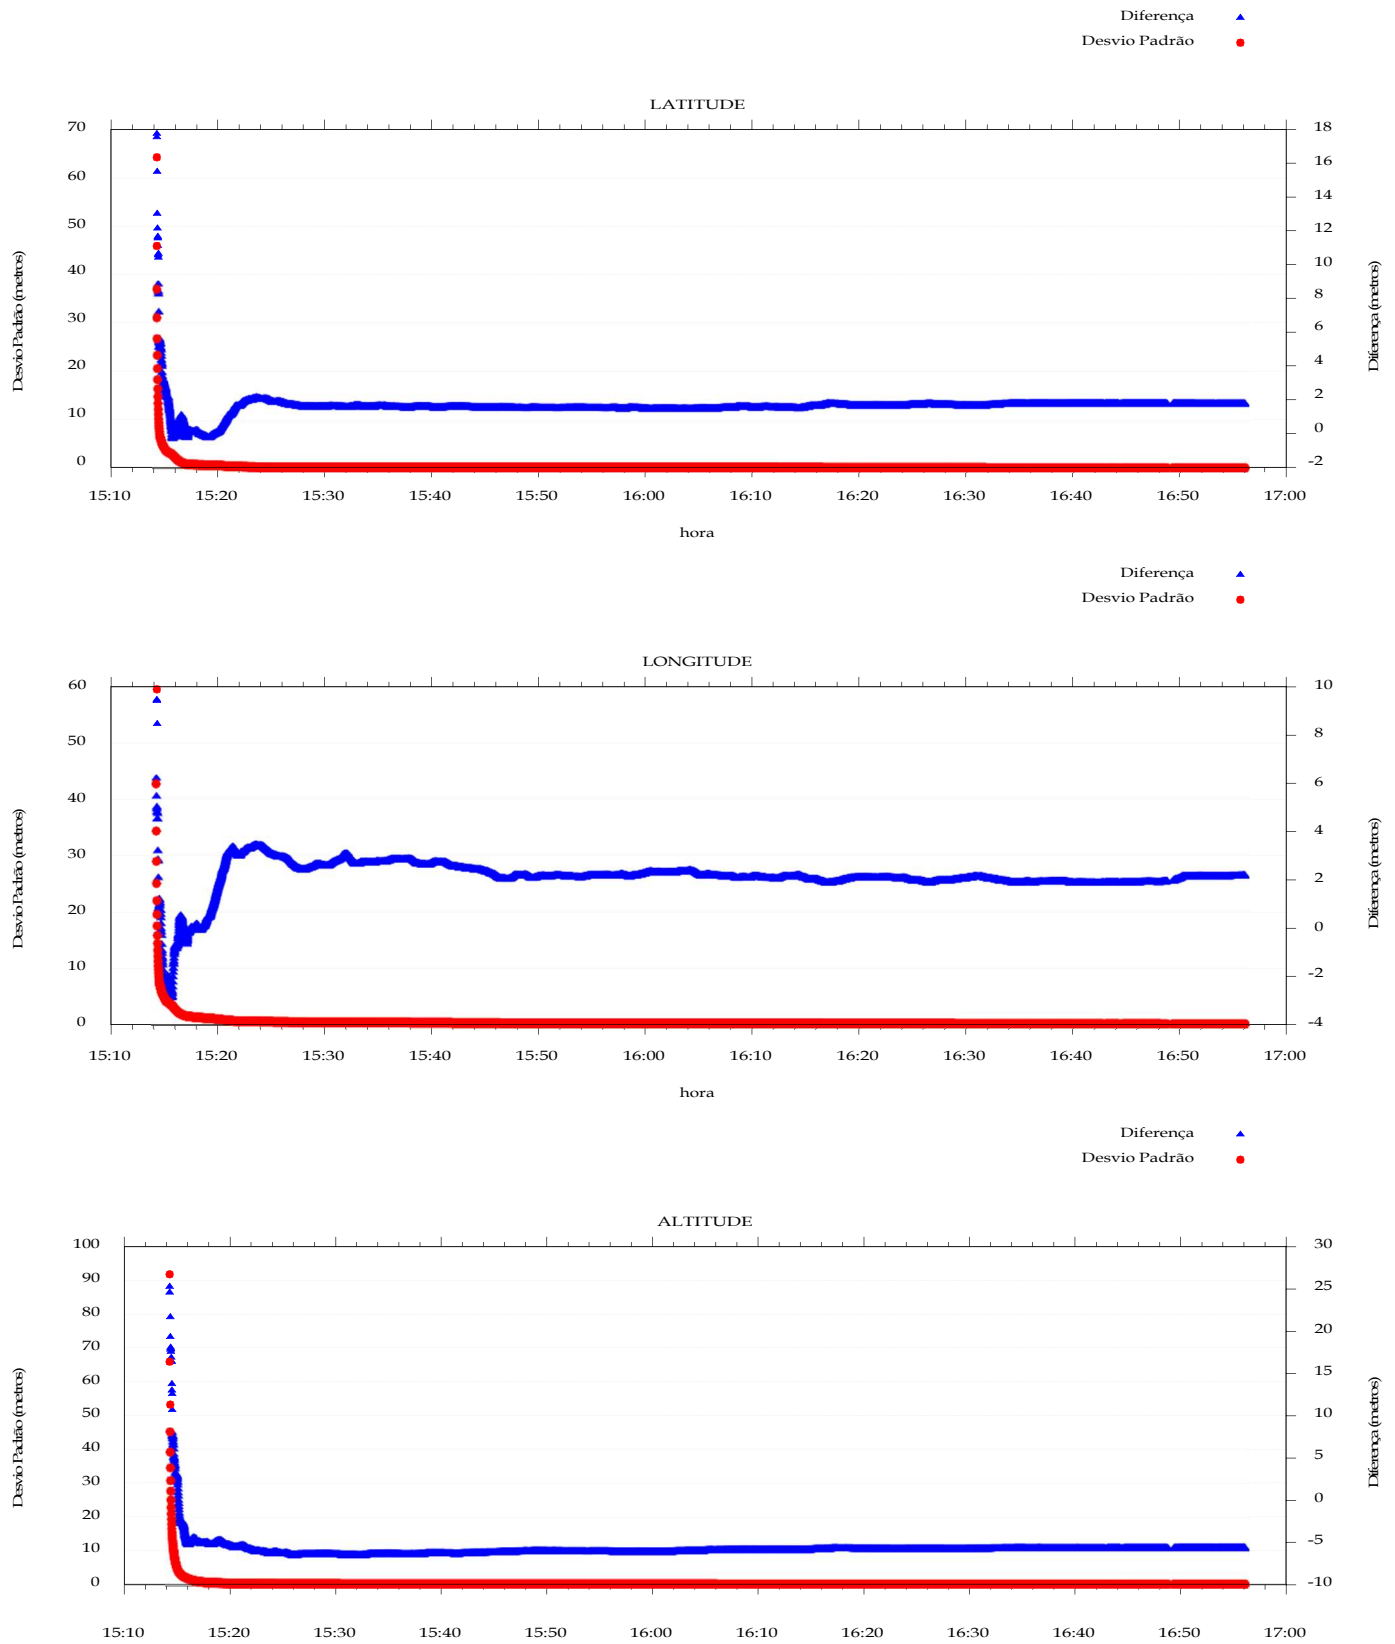 Diferença
Desvio Padrão
LATITUDE
70
60
50
40
30
20
10
0
18
16
14
12
10
8
6
4
2
0
-2
Desvio Padrão (metros)
Diferença (metros)
15:10 15:20 15:30 15:40 15:50 16:00 16:10 16:20 16:30 16:40 16:50 17:00
hora
Diferença
Desvio Padrão
LONGITUDE
60
50
40
30
20
10
0
10
8
6
4
2
0
-2
-4
Desvio Padrão (metros)
Diferença (metros)
15:10 15:20 15:30 15:40 15:50 16:00 16:10 16:20 16:30 16:40 16:50 17:00
hora
Diferença
Desvio Padrão
ALTITUDE
100
90
80
70
60
50
40
30
20
10
0
30
25
20
15
10
5
0
-5
-10
Desvio Padrão (metros)
Diferença (metros)
15:10 15:20 15:30 15:40 15:50 16:00 16:10 16:20 16:30 16:40 16:50 17:00